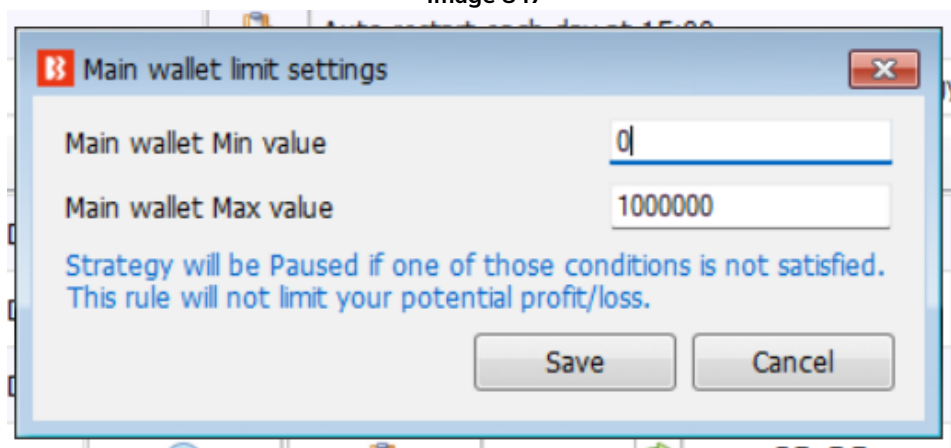 Main wallet limit settings
Main wallet Min value
0
Main wallet Max value
1000000
Strategy will be Paused if one of those conditions is not satisfied.
This rule will not limit your potential profit/loss.
Save
Cancel